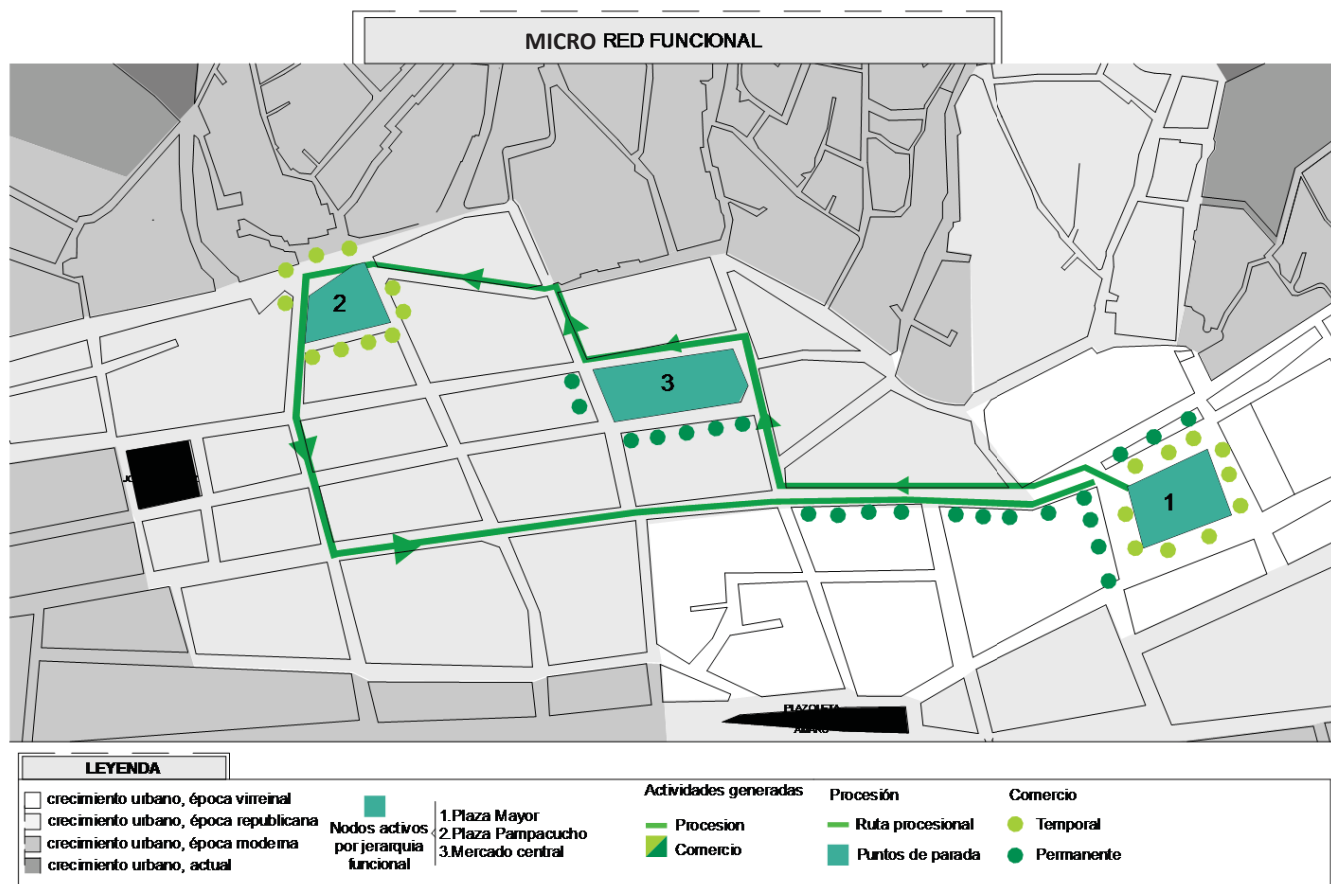 MICRO RED FUNCIONAL
2
3
1
PLAZOLETA
LEYENDA
crecimiento urbano, época virreinal
crecimiento urbano, época republicana
crecimiento urbano, época moderna
crecimiento urbano, actual
Nodos activos
por jerarquia
funcional
1.Plaza Mayor
2.Plaza Pampacucho
3.Mercado central
Actividades generadas
Procesion
Comercio
Procesión
Ruta procesional
Puntos de parada
Comercio
Temporal
Permanente